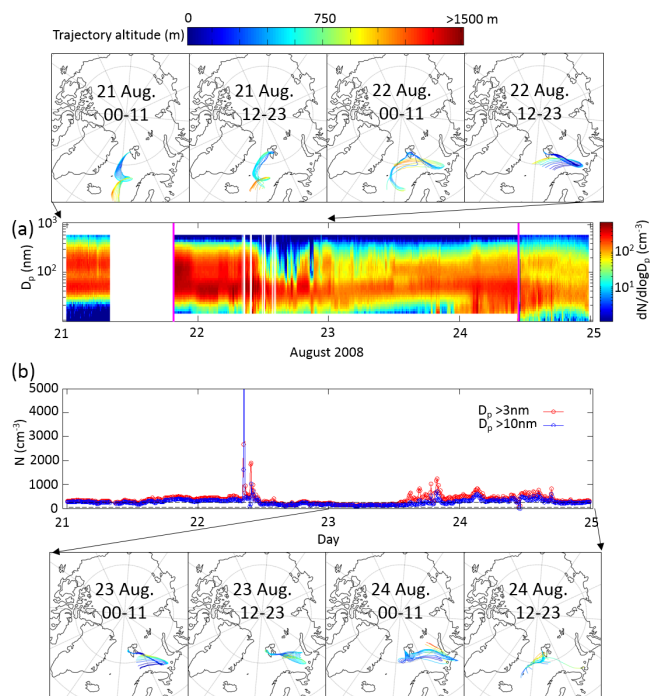 Trajectory altitude (m)
0 750 >1500 m
21 Aug.
00-11
21 Aug.
12-23
22 Aug.
00-11
22 Aug.
12-23
(a)
10³
10²
Dₚ (nm)
21 22 23 24 25
August 2008
10²
10¹
dN/dlogDₚ (cm⁻³)
(b)
5000
4000
3000
2000
1000
0
N (cm⁻³)
Dₚ >3nm
Dₚ >10nm
21 22 23 24 25
Day
23 Aug.
00-11
23 Aug.
12-23
24 Aug.
00-11
24 Aug.
12-23